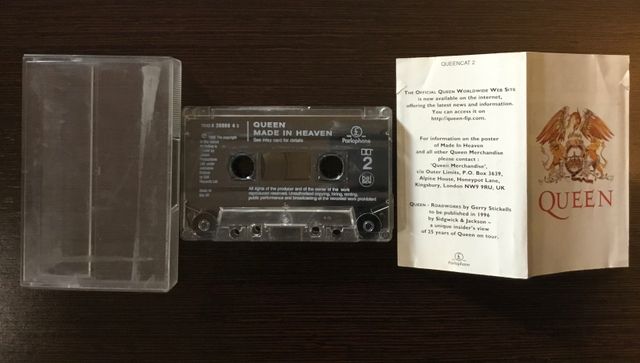 QUEEN
MADE IN HEAVEN
See inlay card for details
Parlophone
2
All rights of the producer and of the owner of the work
reproduced reserved. Unauthorised copying, hiring, renting,
public performance and broadcasting of the recorded work prohibited
QUEENCAT 2
THE OFFICIAL QUEEN WORLDWIDE WEB SITE
is now available on the internet,
offering the latest news and information.
You can access it on
http://queen-fip.com.
For information on the poster
of Made In Heaven
and all other Queen Merchandise
please contact :
'Queen Merchandise',
c/o Outer Limits, P.O. Box 3639,
Alpine House, Honeypot Lane,
Kingsbury, London NW9 9RU, UK
QUEEN - ROADWORKS by Gerry Stickells
to be published in 1996
by Sidgwick & Jackson –
a unique insider's view
of 25 years of Queen on tour.
Parlophone
QUEEN